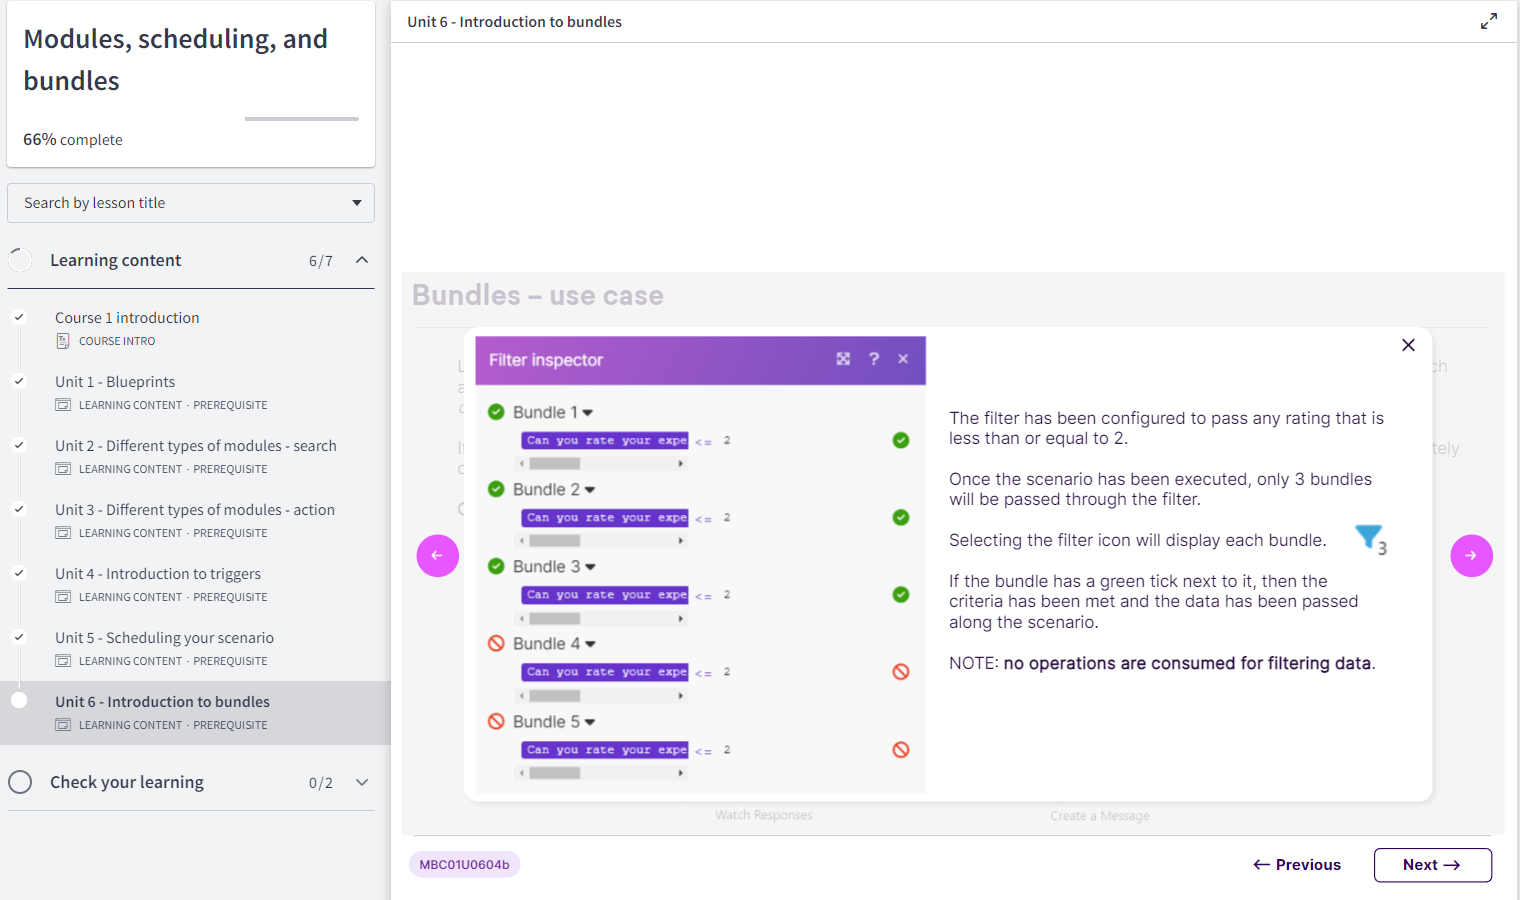 Modules, scheduling, and
bundles
66% complete
Search by lesson title
Learning content 6/7
Course 1 introduction
COURSE INTRO
Unit 1 - Blueprints
LEARNING CONTENT · PREREQUISITE
Unit 2 - Different types of modules - search
LEARNING CONTENT · PREREQUISITE
Unit 3 - Different types of modules - action
LEARNING CONTENT · PREREQUISITE
Unit 4 - Introduction to triggers
LEARNING CONTENT · PREREQUISITE
Unit 5 - Scheduling your scenario
LEARNING CONTENT · PREREQUISITE
Unit 6 - Introduction to bundles
LEARNING CONTENT · PREREQUISITE
Check your learning 0/2
Unit 6 - Introduction to bundles
Bundles – use case
Filter inspector ?
Bundle 1
Can you rate your expe <= 2
Bundle 2
Can you rate your expe <= 2
Bundle 3
Can you rate your expe <= 2
Bundle 4
Can you rate your expe <= 2
Bundle 5
Can you rate your expe <= 2
The filter has been configured to pass any rating that is
less than or equal to 2.
Once the scenario has been executed, only 3 bundles
will be passed through the filter.
Selecting the filter icon will display each bundle.
3
If the bundle has a green tick next to it, then the
criteria has been met and the data has been passed
along the scenario.
NOTE: no operations are consumed for filtering data.
Watch Responses
Create a Message
MBC01U0604b
← Previous
Next →